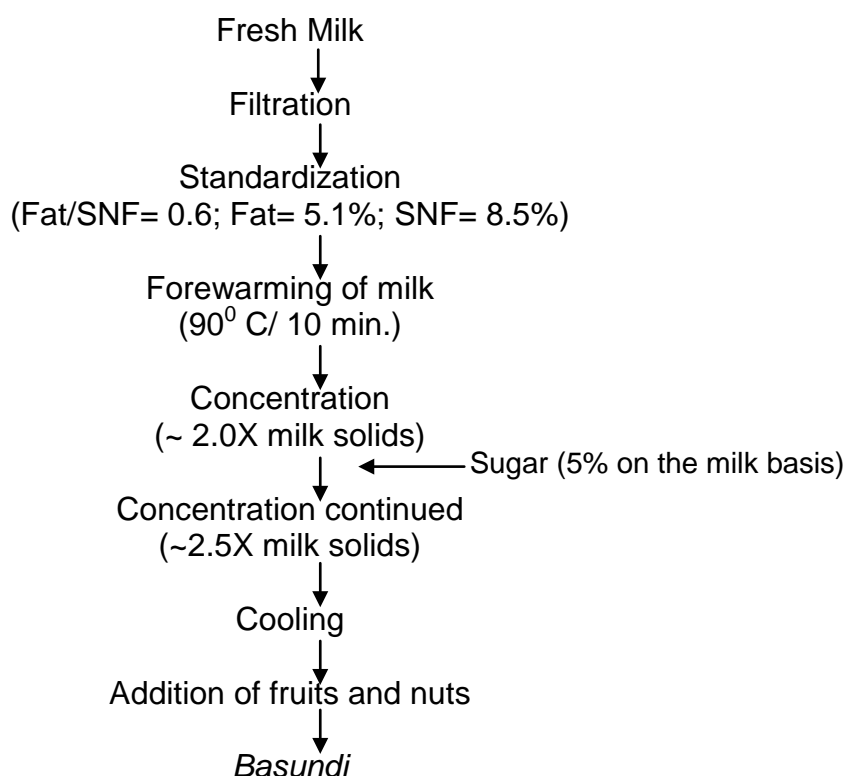 Fresh Milk
Filtration
Standardization
(Fat/SNF= 0.6; Fat= 5.1%; SNF= 8.5%)
Forewarming of milk
(90⁰ C/ 10 min.)
Concentration
(~ 2.0X milk solids)
Sugar (5% on the milk basis)
Concentration continued
(~2.5X milk solids)
Cooling
Addition of fruits and nuts
Basundi